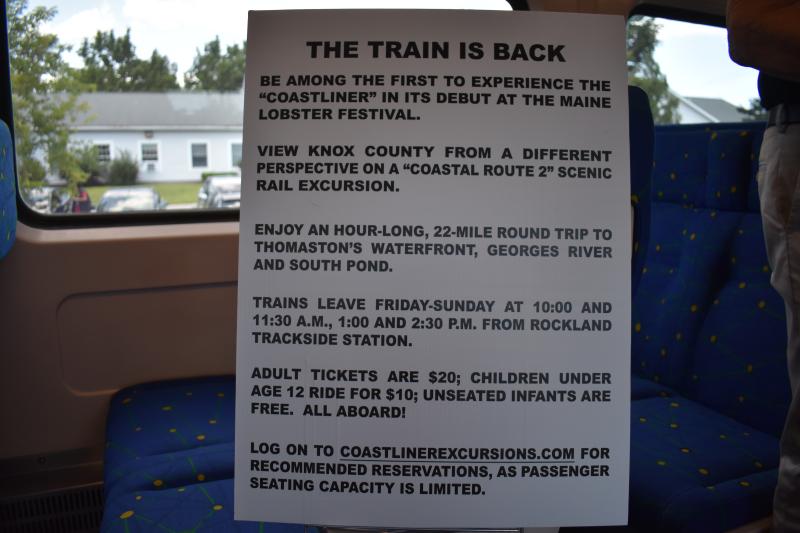 THE TRAIN IS BACK
BE AMONG THE FIRST TO EXPERIENCE THE
“COASTLINER” IN ITS DEBUT AT THE MAINE
LOBSTER FESTIVAL.
VIEW KNOX COUNTY FROM A DIFFERENT
PERSPECTIVE ON A “COASTAL ROUTE 2” SCENIC
RAIL EXCURSION.
ENJOY AN HOUR-LONG, 22-MILE ROUND TRIP TO
THOMASTON’S WATERFRONT, GEORGES RIVER
AND SOUTH POND.
TRAINS LEAVE FRIDAY-SUNDAY AT 10:00 AND
11:30 A.M., 1:00 AND 2:30 P.M. FROM ROCKLAND
TRACKSIDE STATION.
ADULT TICKETS ARE $20; CHILDREN UNDER
AGE 12 RIDE FOR $10; UNSEATED INFANTS ARE
FREE. ALL ABOARD!
LOG ON TO COASTLINEREXCURSIONS.COM FOR
RECOMMENDED RESERVATIONS, AS PASSENGER
SEATING CAPACITY IS LIMITED.